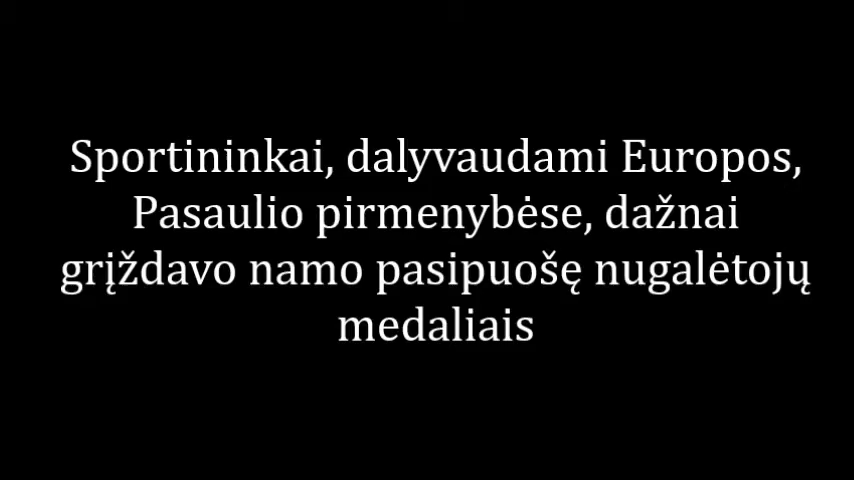 Sportininkai, dalyvaudami Europos,
Pasaulio pirmenybėse, dažnai
grįždavo namo pasipuošę nugalėtojų
medaliais